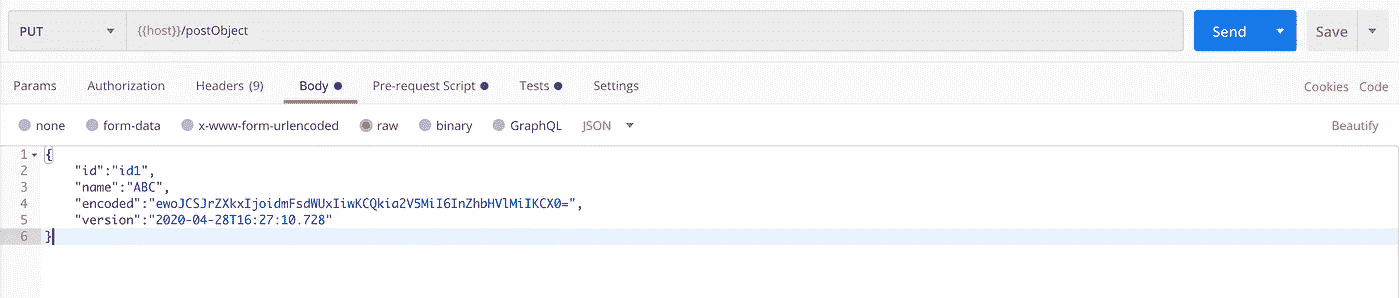 PUT {{host}}/postObject Send Save
Params Authorization Headers (9) Body Pre-request Script Tests Settings Cookies Code
none form-data x-www-form-urlencoded raw binary GraphQL JSON Beautify
1 {
2 "id":"id1",
3 "name":"ABC",
4 "encoded":"ewoJCSJrZXkxIjoidmFsdWUxIiwKCQkia2V5MiI6InZhbHVlMiIKCX0=",
5 "version":"2020-04-28T16:27:10.728"
6 }